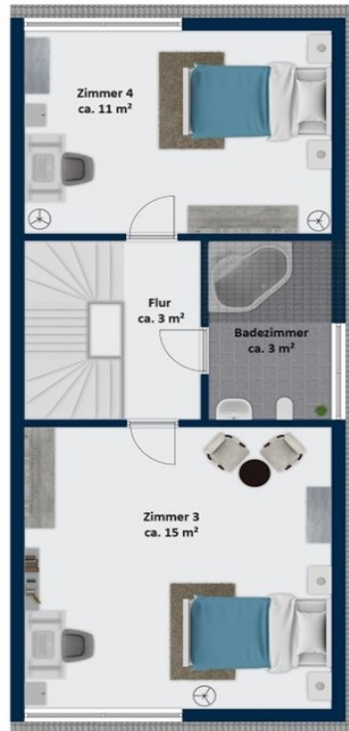 Zimmer 4
ca. 11 m²
Flur
ca. 3 m²
Badezimmer
ca. 3 m²
Zimmer 3
ca. 15 m²